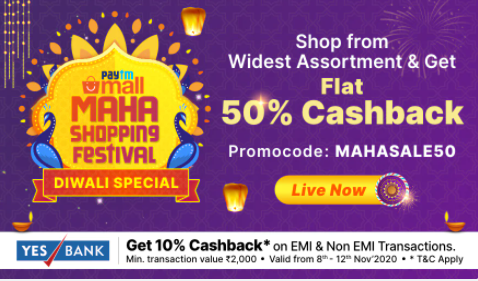 paytm
mall
MAHA
SHOPPING
FESTIVAL
DIWALI SPECIAL
Shop from
Widest Assortment & Get
Flat
50% Cashback
Promocode: MAHASALE50
Live Now
YES BANK
Get 10% Cashback* on EMI & Non EMI Transactions.
Min. transaction value ₹2,000 • Valid from 8th - 12th Nov'2020 • * T&C Apply